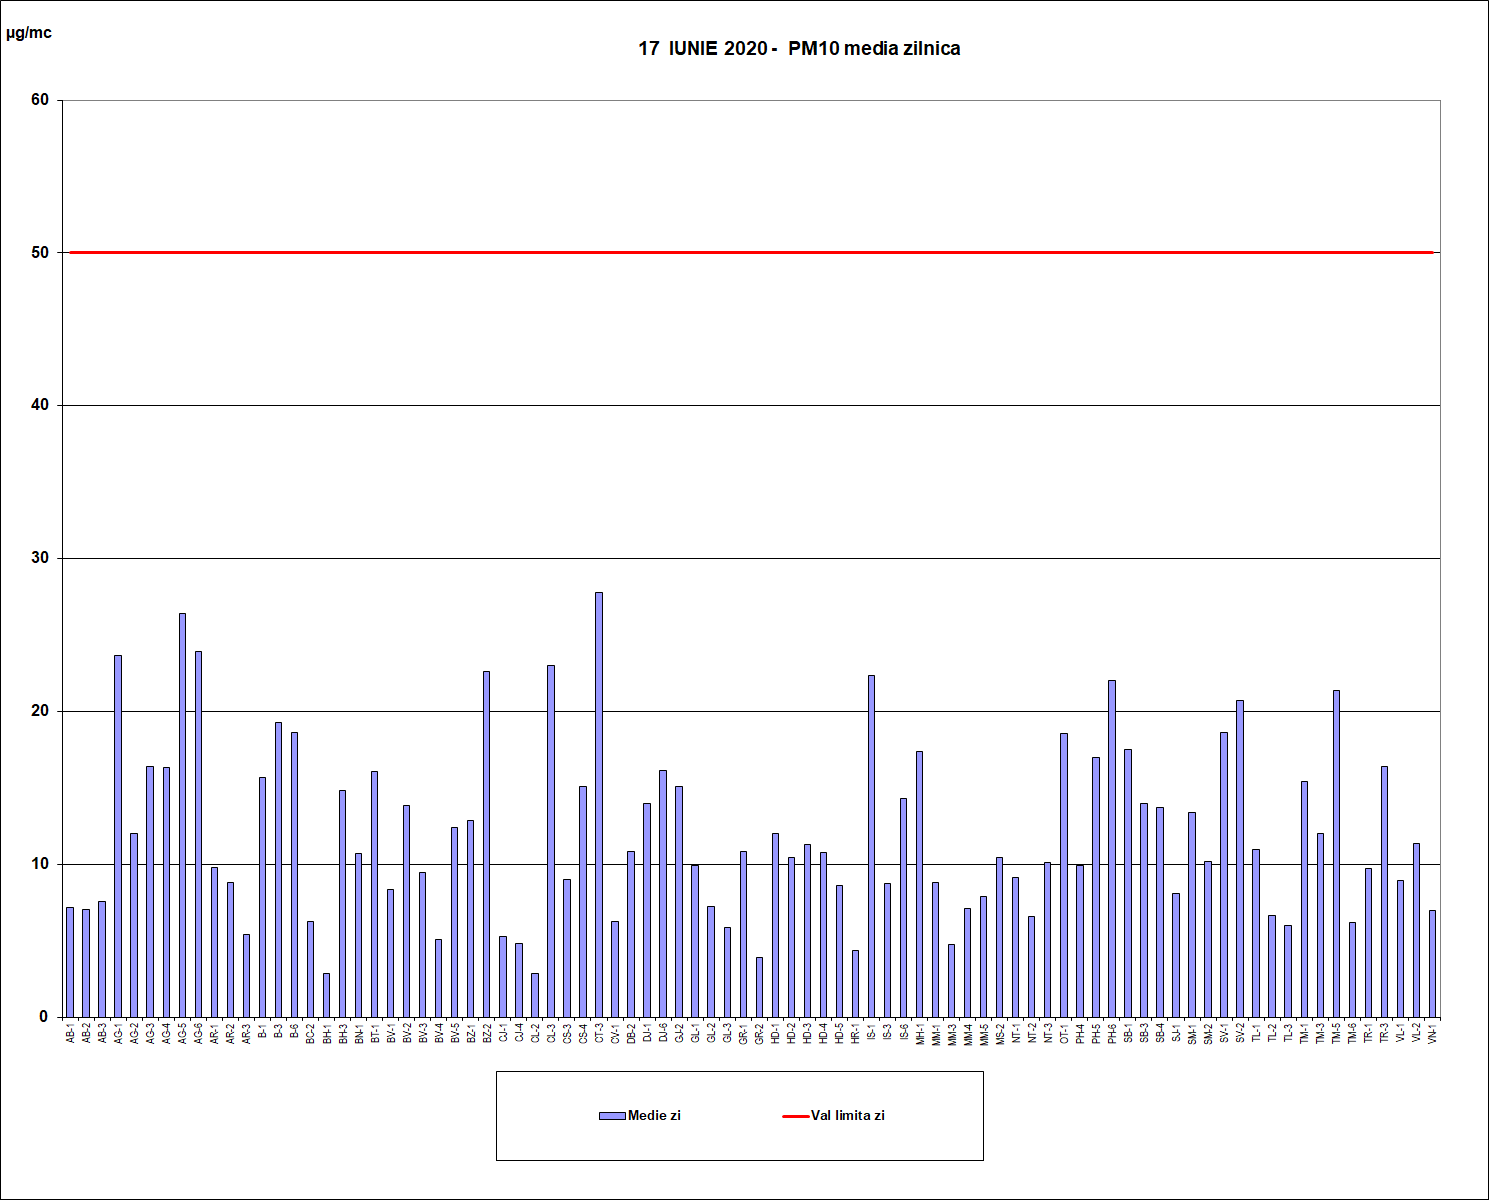 µg/mc
17 IUNIE 2020 - PM10 media zilnica
60
50
40
30
20
10
0
AB-1
AB-2
AB-3
AG-1
AG-2
AG-3
AG-4
AG-5
AG-6
AR-1
AR-2
AR-3
B-1
B-3
B-6
BC-2
BH-1
BH-3
BN-1
BT-1
BV-1
BV-2
BV-3
BV-4
BV-5
BZ-1
BZ-2
CJ-1
CJ-4
CL-2
CL-3
CS-3
CS-4
CT-3
CV-1
DB-2
DJ-1
DJ-6
GJ-2
GL-1
GL-2
GL-3
GR-1
GR-2
HD-1
HD-2
HD-3
HD-4
HD-5
HR-1
IS-1
IS-3
IS-6
MH-1
MM-1
MM-3
MM-4
MM-5
MS-2
NT-1
NT-2
NT-3
OT-1
PH-4
PH-5
PH-6
SB-1
SB-3
SB-4
SJ-1
SM-1
SM-2
SV-1
SV-2
TL-1
TL-2
TL-3
TM-1
TM-3
TM-5
TM-6
TR-1
TR-3
VL-1
VL-2
VN-1
Medie zi
Val limita zi